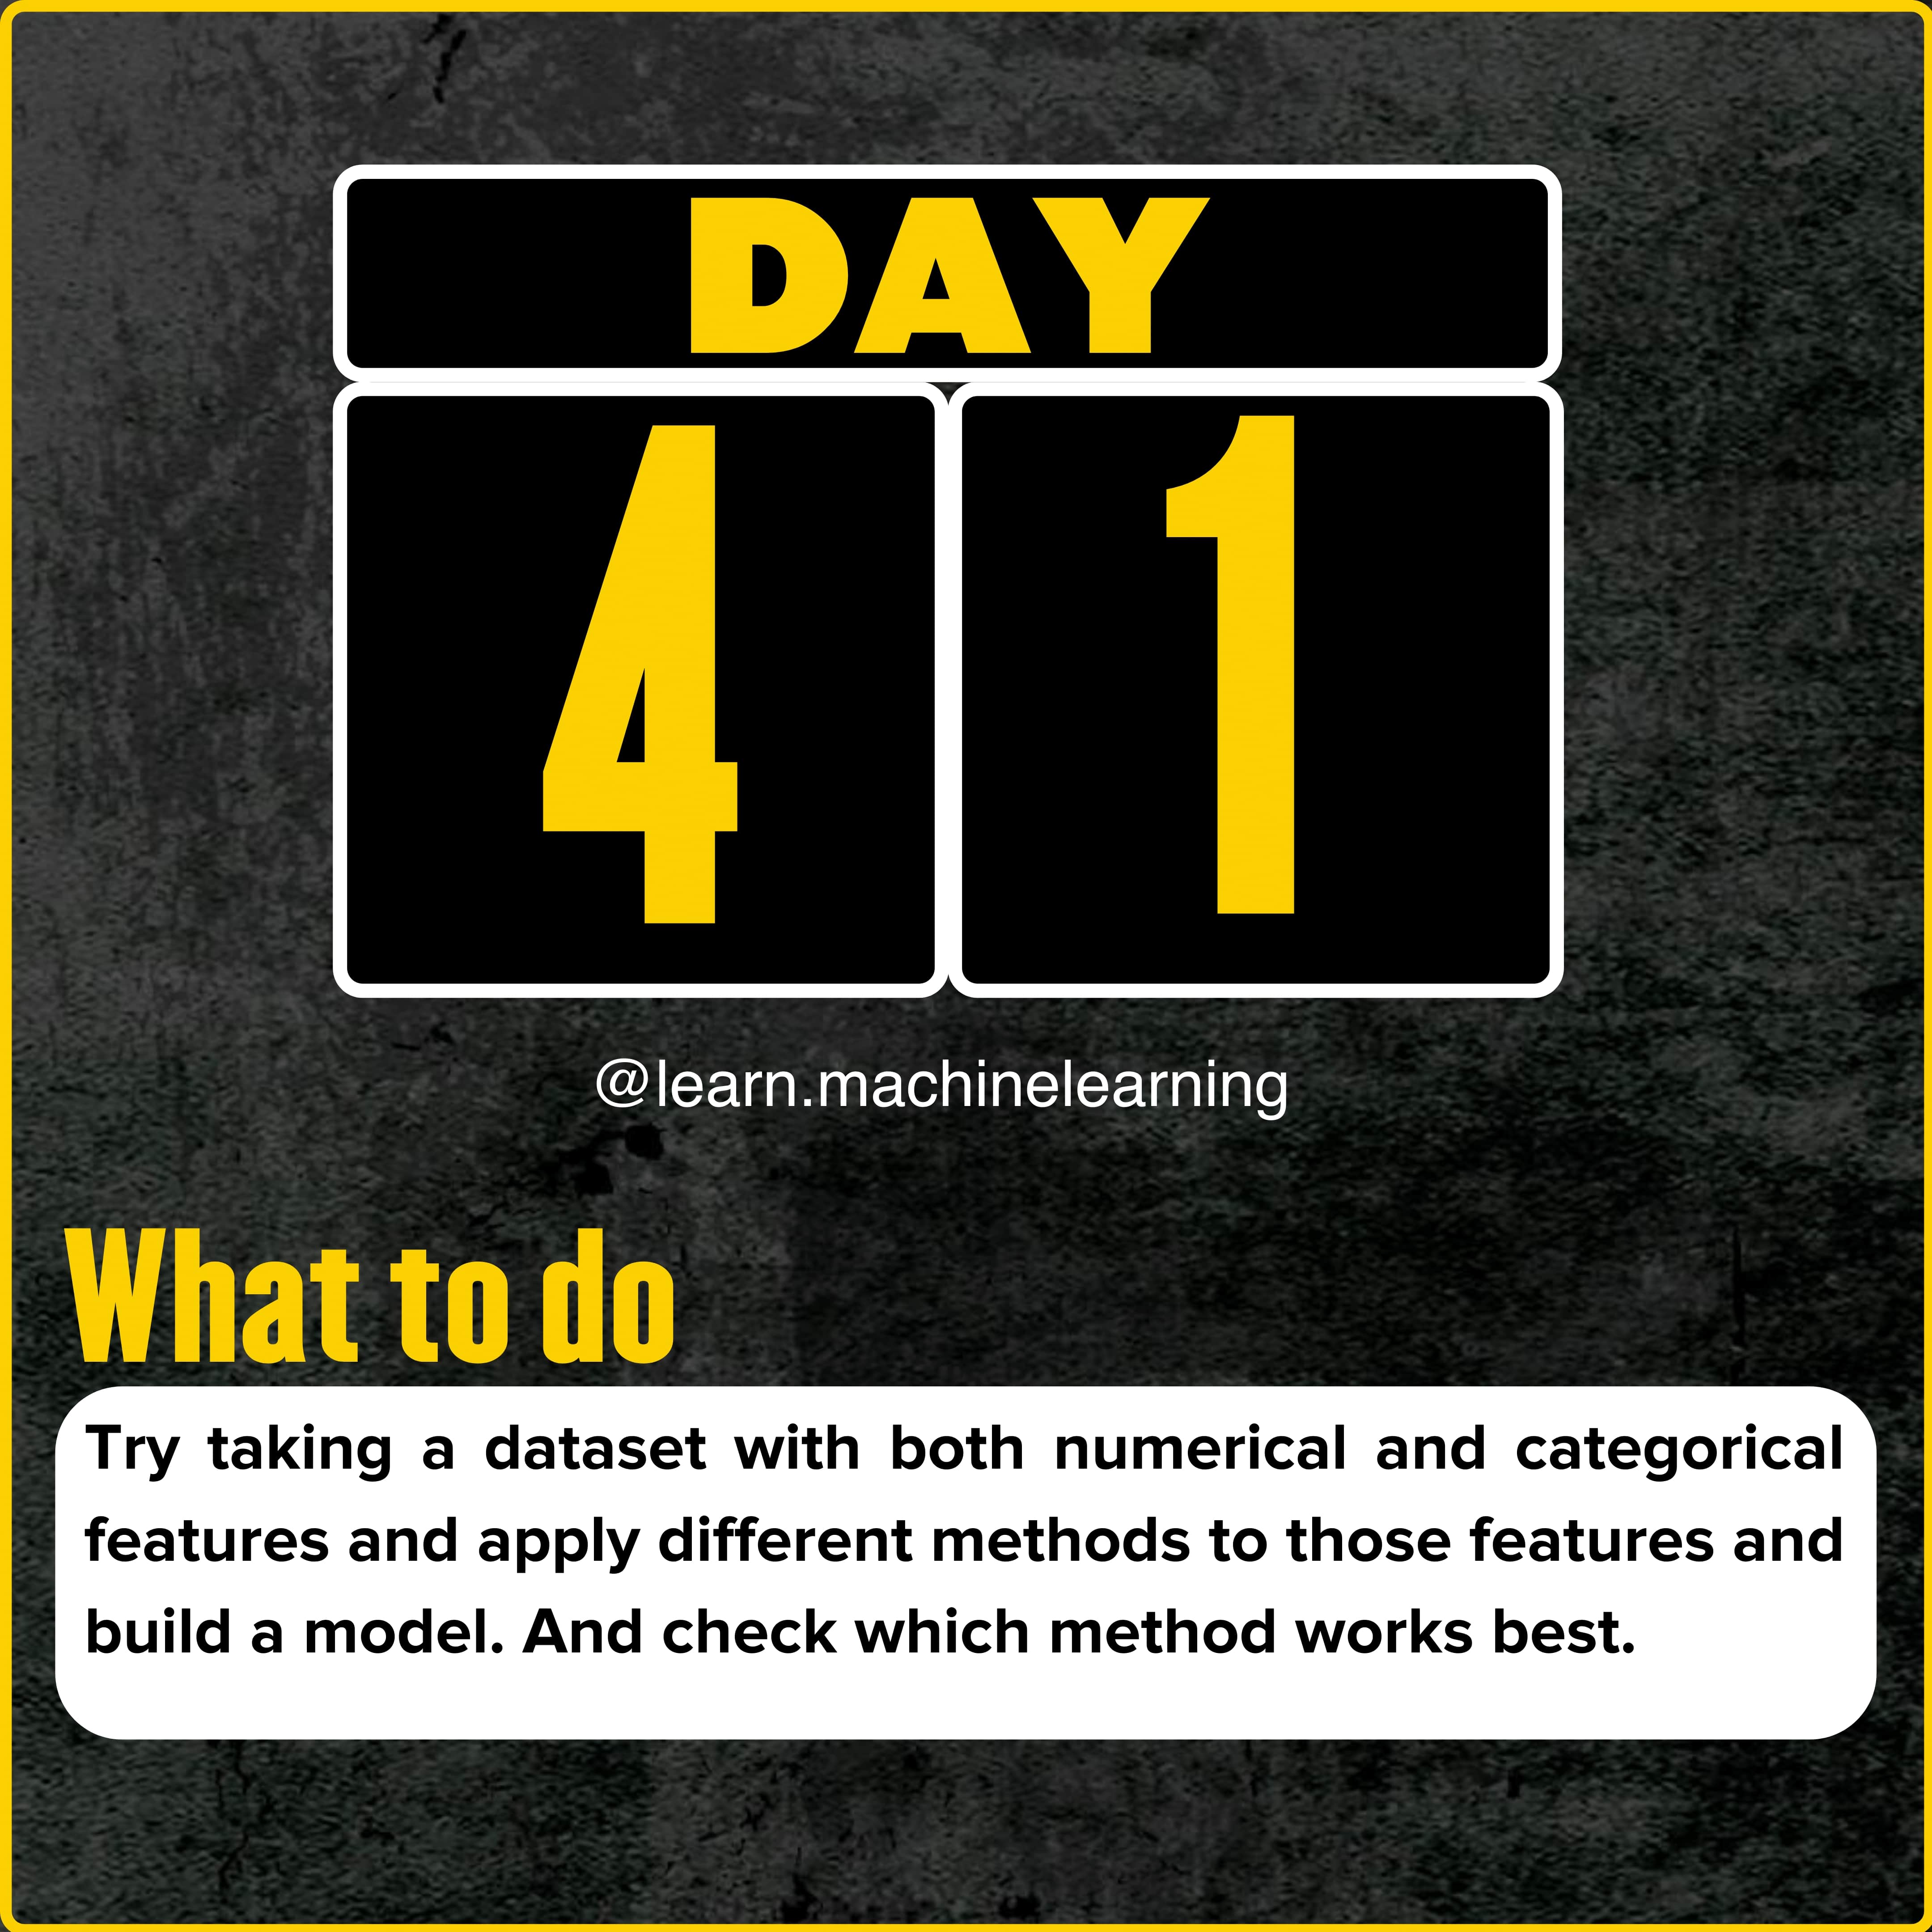 DAY
4 1
@learn.machinelearning
What to do
Try taking a dataset with both numerical and categorical
features and apply different methods to those features and
build a model. And check which method works best.